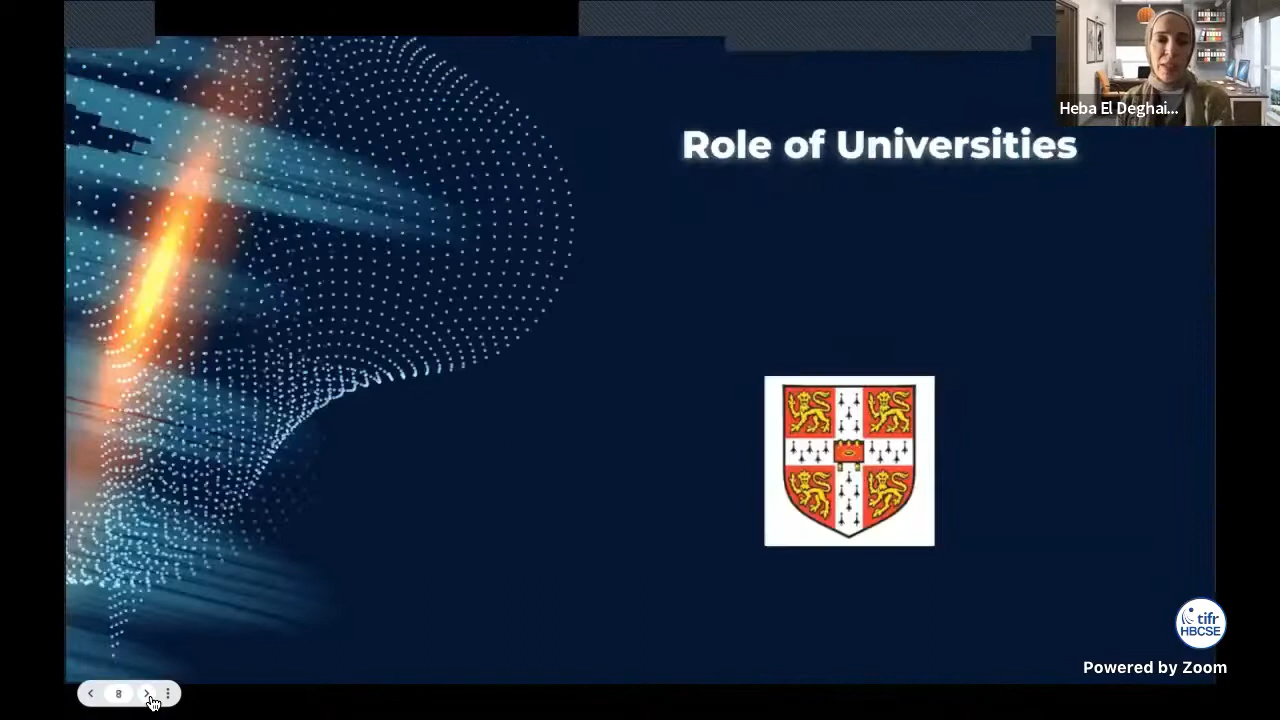 Heba El Deghai...
Role of Universities
tifr
HBCSE
Powered by Zoom
8